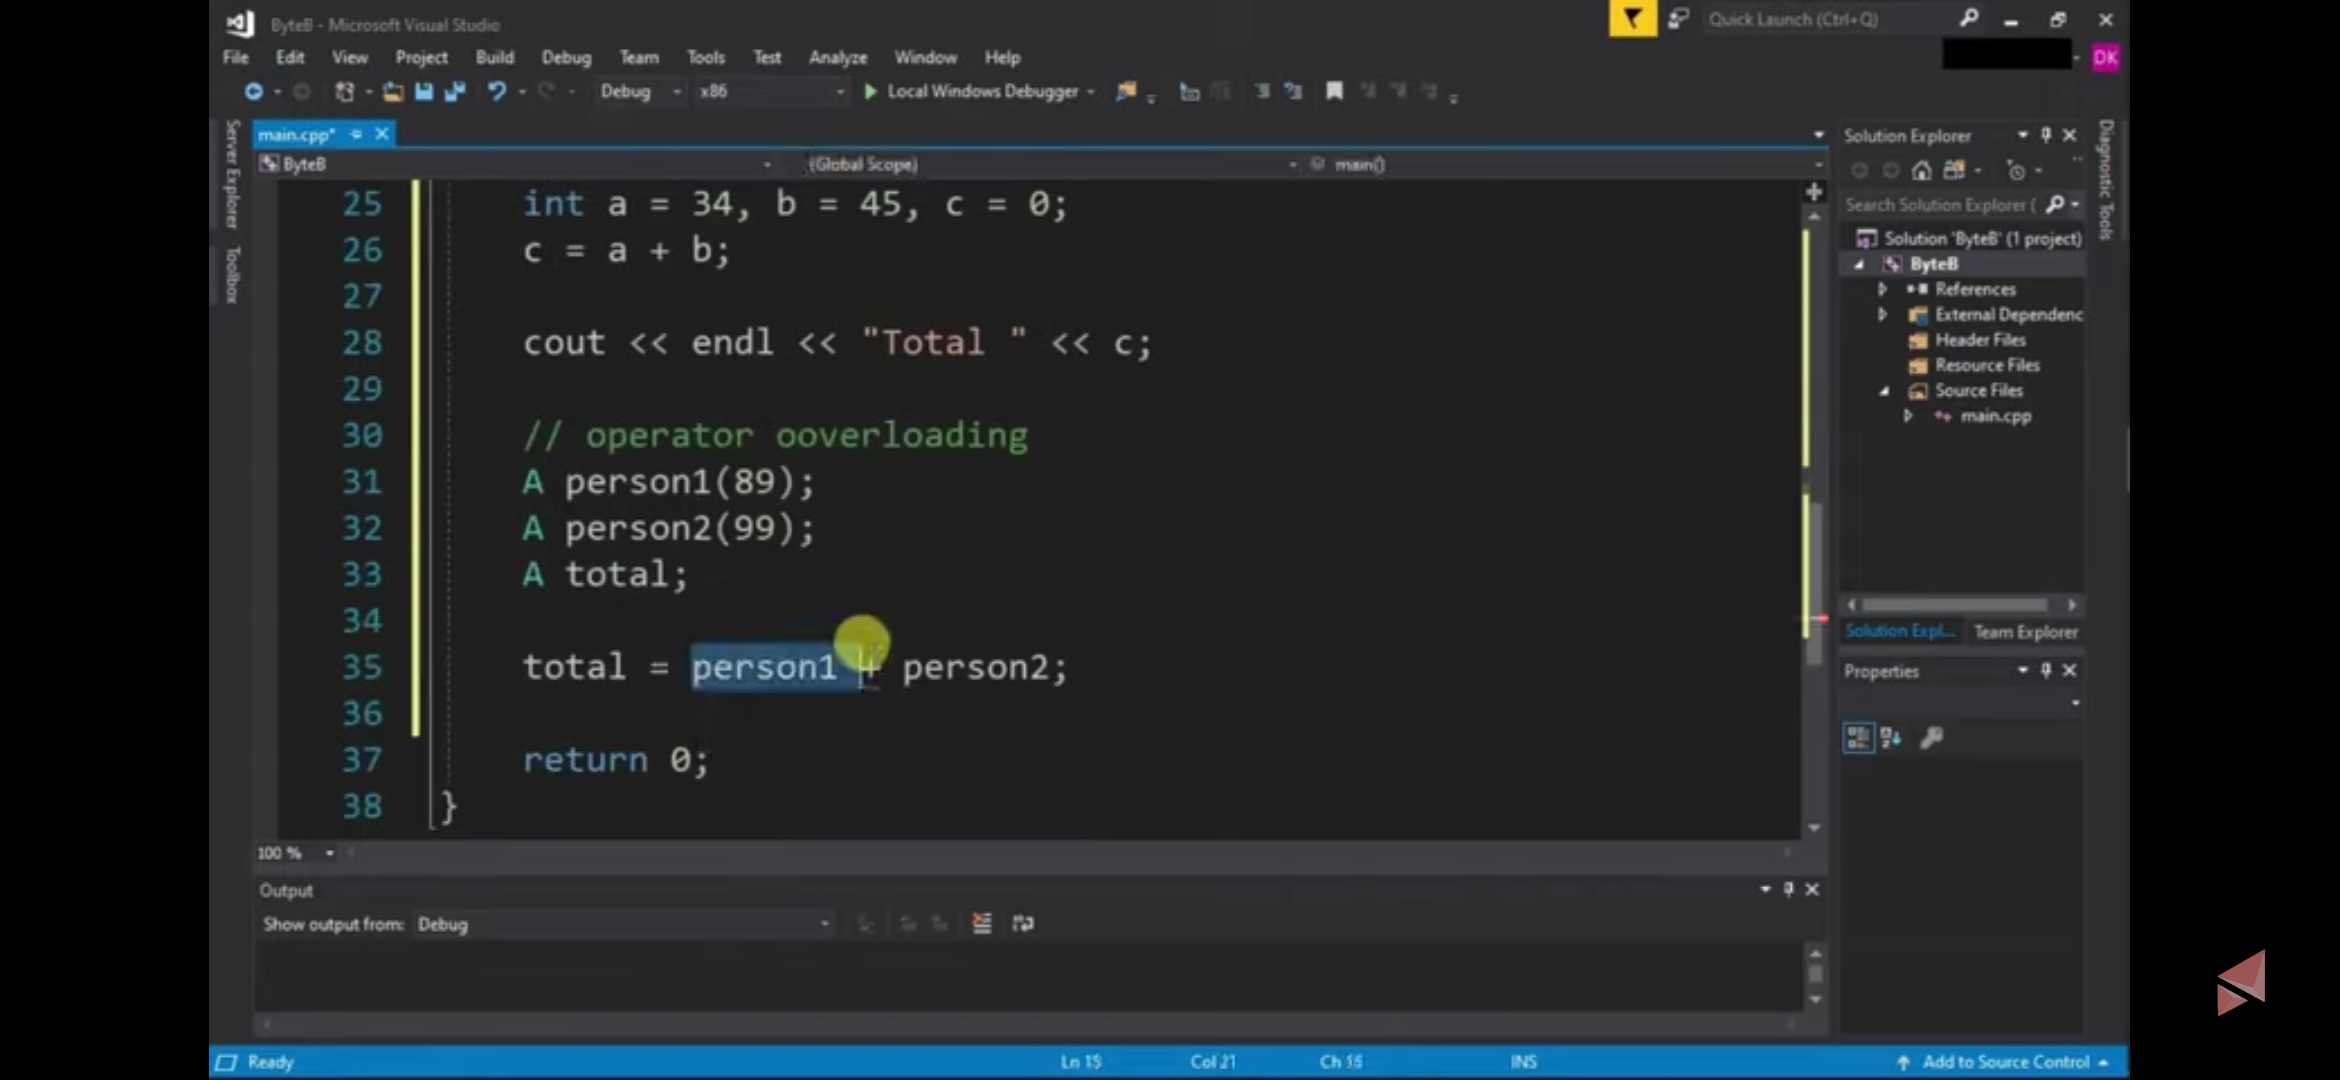 ByteB - Microsoft Visual Studio
Quick Launch (Ctrl+Q)
File Edit View Project Build Debug Team Tools Test Analyze Window Help
DK
Debug x86 Local Windows Debugger
Server Explorer
Toolbox
main.cpp*
ByteB (Global Scope) main()
25 int a = 34, b = 45, c = 0;
26 c = a + b;
27
28 cout << endl << "Total " << c;
29
30 // operator ooverloading
31 A person1(89);
32 A person2(99);
33 A total;
34
35 total = person1 + person2;
36
37 return 0;
38 }
100 %
Output
Show output from: Debug
Solution Explorer
Search Solution Explorer (
Solution 'ByteB' (1 project)
ByteB
References
External Dependenc
Header Files
Resource Files
Source Files
main.cpp
Solution Expl... Team Explorer
Properties
Diagnostic Tools
Ready Ln 15 Col 21 Ch 16 INS Add to Source Control